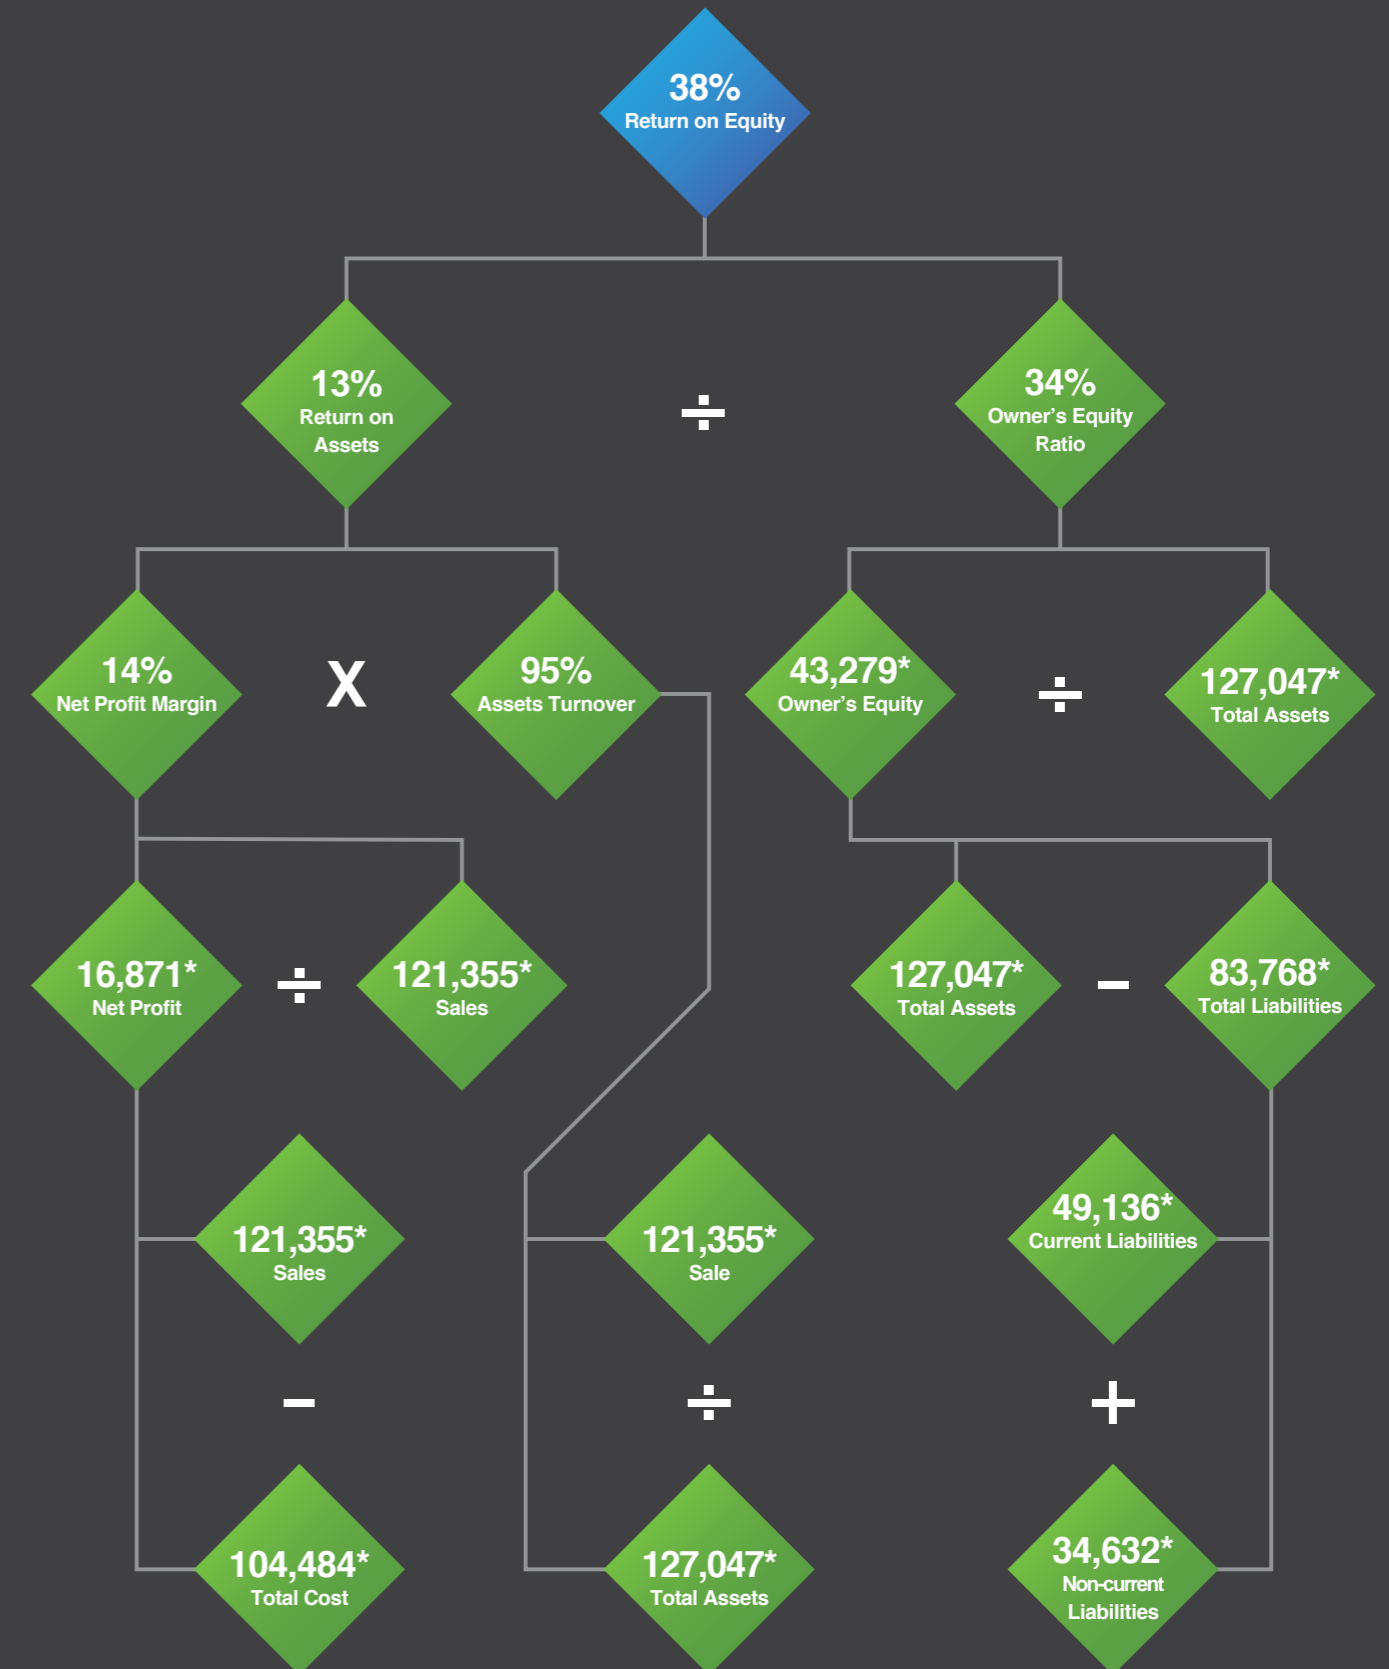 38%
Return on Equity
13%
Return on
Assets
÷
34%
Owner's Equity
Ratio
14%
Net Profit Margin
X
95%
Assets Turnover
43,279*
Owner's Equity
÷
127,047*
Total Assets
16,871*
Net Profit
÷
121,355*
Sales
127,047*
Total Assets
–
83,768*
Total Liabilities
121,355*
Sales
–
104,484*
Total Cost
121,355*
Sale
÷
127,047*
Total Assets
49,136*
Current Liabilities
+
34,632*
Non-current
Liabilities